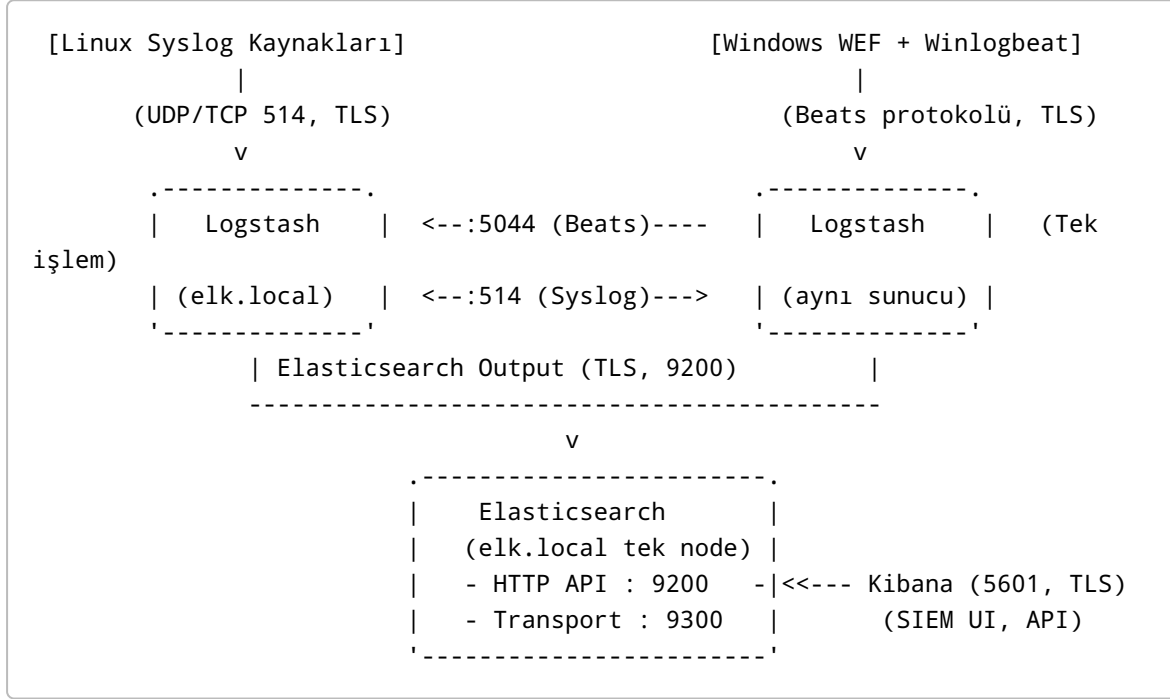 [Linux Syslog Kaynakları]                    [Windows WEF + Winlogbeat]
            |                                         |
     (UDP/TCP 514, TLS)                          (Beats protokolü, TLS)
            v                                         v
      .--------------.                          .--------------.
      |   Logstash    |  <--:5044 (Beats)----   |   Logstash    |   (Tek
işlem)
      | (elk.local)   |  <--:514 (Syslog)--->   | (aynı sunucu) |
      '--------------'                          '--------------'
             | Elasticsearch Output (TLS, 9200)         |
             --------------------------------------------
                                   v
                        .------------------------.
                        |    Elasticsearch       |
                        |   (elk.local tek node) |
                        |   - HTTP API : 9200   -|<<--- Kibana (5601, TLS)
                        |   - Transport : 9300   |       (SIEM UI, API)
                        '------------------------'